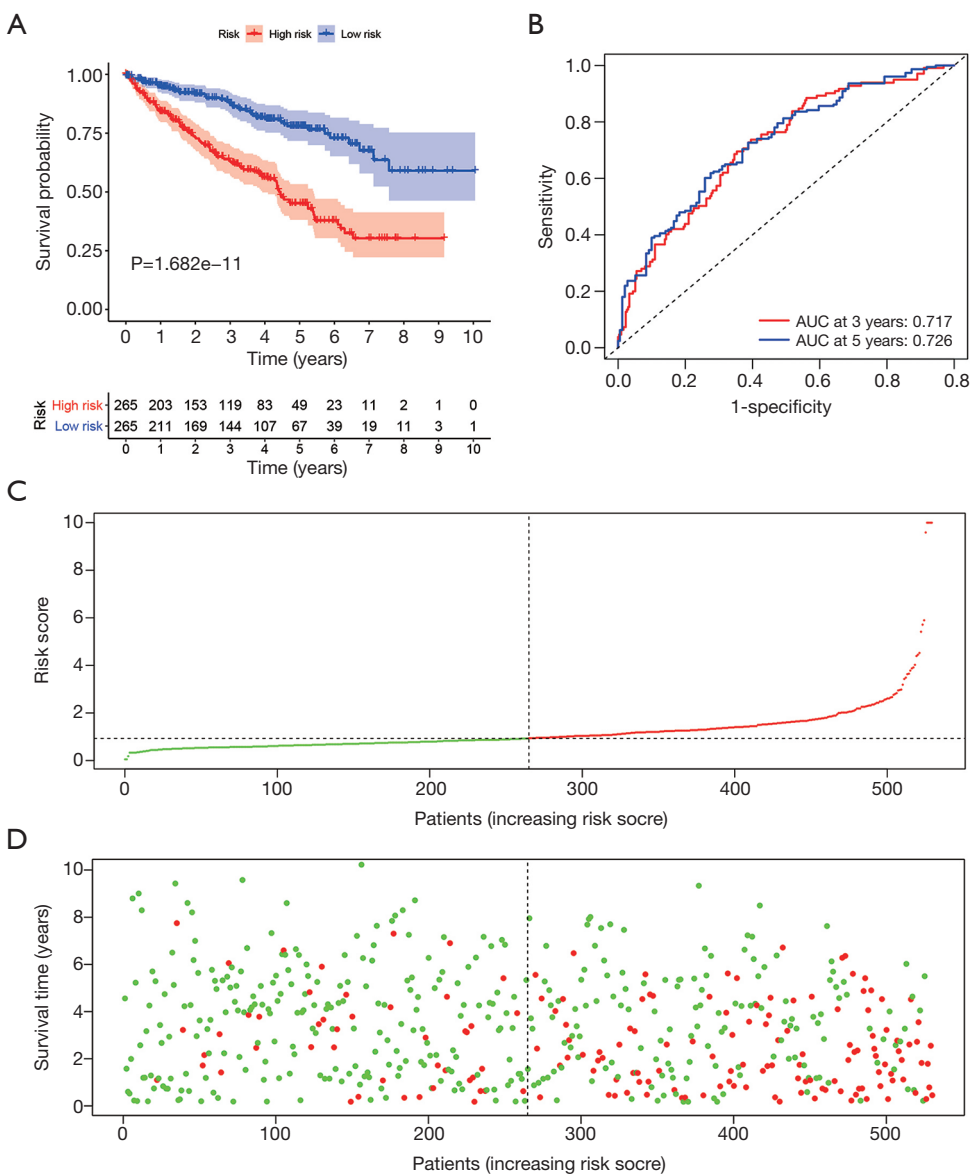 A
Risk High risk Low risk
1.00
0.75
0.50
0.25
0.00
Survival probability
P=1.682e−11
0 1 2 3 4 5 6 7 8 9 10
Time (years)
Risk
High risk 265 203 153 119 83 49 23 11 2 1 0
Low risk 265 211 169 144 107 67 39 19 11 3 1
0 1 2 3 4 5 6 7 8 9 10
Time (years)
B
1.0
0.8
0.6
0.4
0.2
0.0
Sensitivity
AUC at 3 years: 0.717
AUC at 5 years: 0.726
0.0 0.2 0.4 0.6 0.8 0.8
1-specificity
C
10
8
6
4
2
0
Risk score
0 100 200 300 400 500
Patients (increasing risk socre)
D
10
8
6
4
2
0
Survival time (years)
0 100 200 300 400 500
Patients (increasing risk socre)